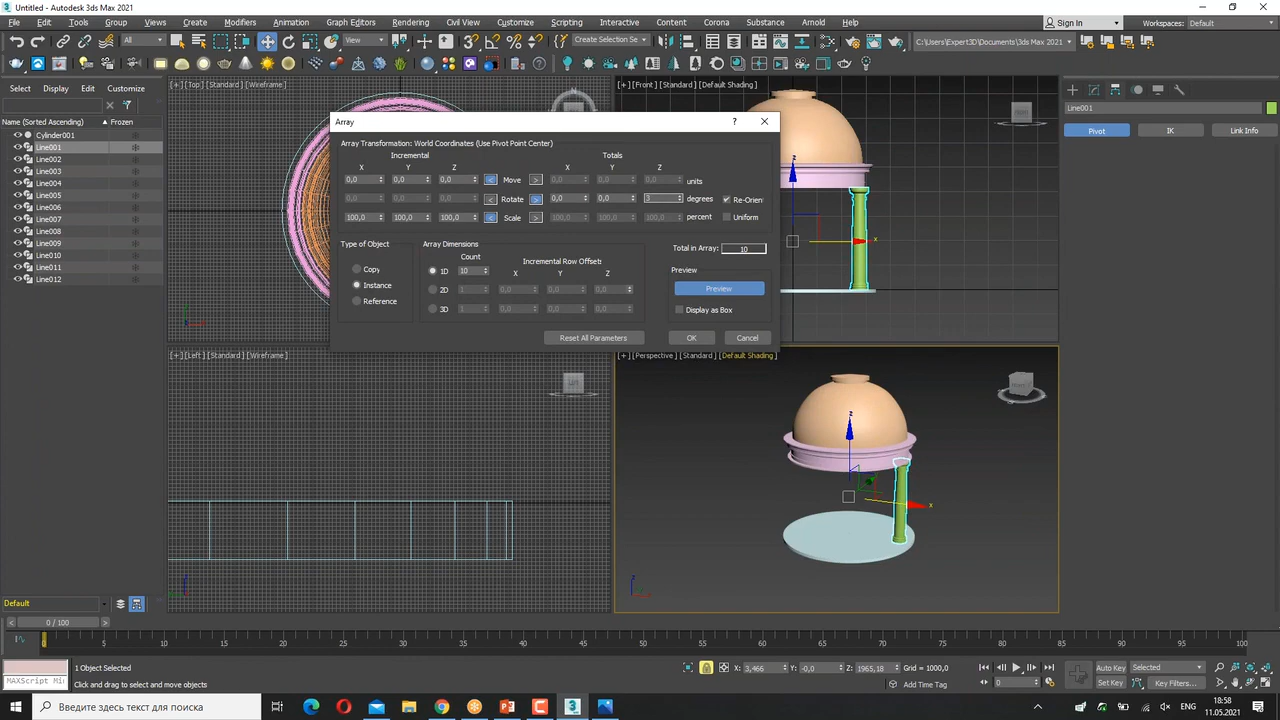 Untitled - Autodesk 3ds Max 2021
File Edit Tools Group Views Create Modifiers Animation Graph Editors Rendering Civil View Customize Scripting Interactive Content Corona Substance Arnold Help Sign In Workspaces: Default
All View Create Selection Se C:\Users\Expert3D\Documents\3ds Max 2021
Select Display Edit Customize
[+] [Top] [Standard] [Wireframe]
[+] [Front] [Standard] [Default Shading]
Line001
Name (Sorted Ascending) Frozen
Pivot IK Link Info
Cylinder001
Line001
Line002
Line003
Line004
Line005
Line006
Line007
Line008
Line009
Line010
Line011
Line012
Array ?
Array Transformation: World Coordinates (Use Pivot Point Center)
Incremental Totals
X Y Z X Y Z
0,0 0,0 0,0 < Move > 0,0 0,0 0,0 units
0,0 0,0 0,0 < Rotate > 0,0 0,0 3 degrees Re-Orien
100,0 100,0 100,0 < Scale > 100,0 100,0 100,0 percent Uniform
Type of Object
Copy
Instance
Reference
Array Dimensions
Count Incremental Row Offsets
X Y Z
1D 10
2D 1 0,0 0,0 0,0
3D 1 0,0 0,0 0,0
Total in Array: 10
Preview
Preview
Display as Box
Reset All Parameters OK Cancel
[+] [Left] [Standard] [Wireframe]
[+] [Perspective] [Standard] [Default Shading]
z
x
z
x
Default
0 / 100
0 5 10 15 20 25 30 35 40 45 50 55 60 65 70 75 80 85 90 95 100
1 Object Selected
X: 3,466 Y: -0,0 Z: 1965,18 Grid = 1000,0
Auto Key Selected
MAXScript Mi
Click and drag to select and move objects
Add Time Tag
0
Set Key Key Filters...
Введите здесь текст для поиска
ENG
18:58
11.05.2021